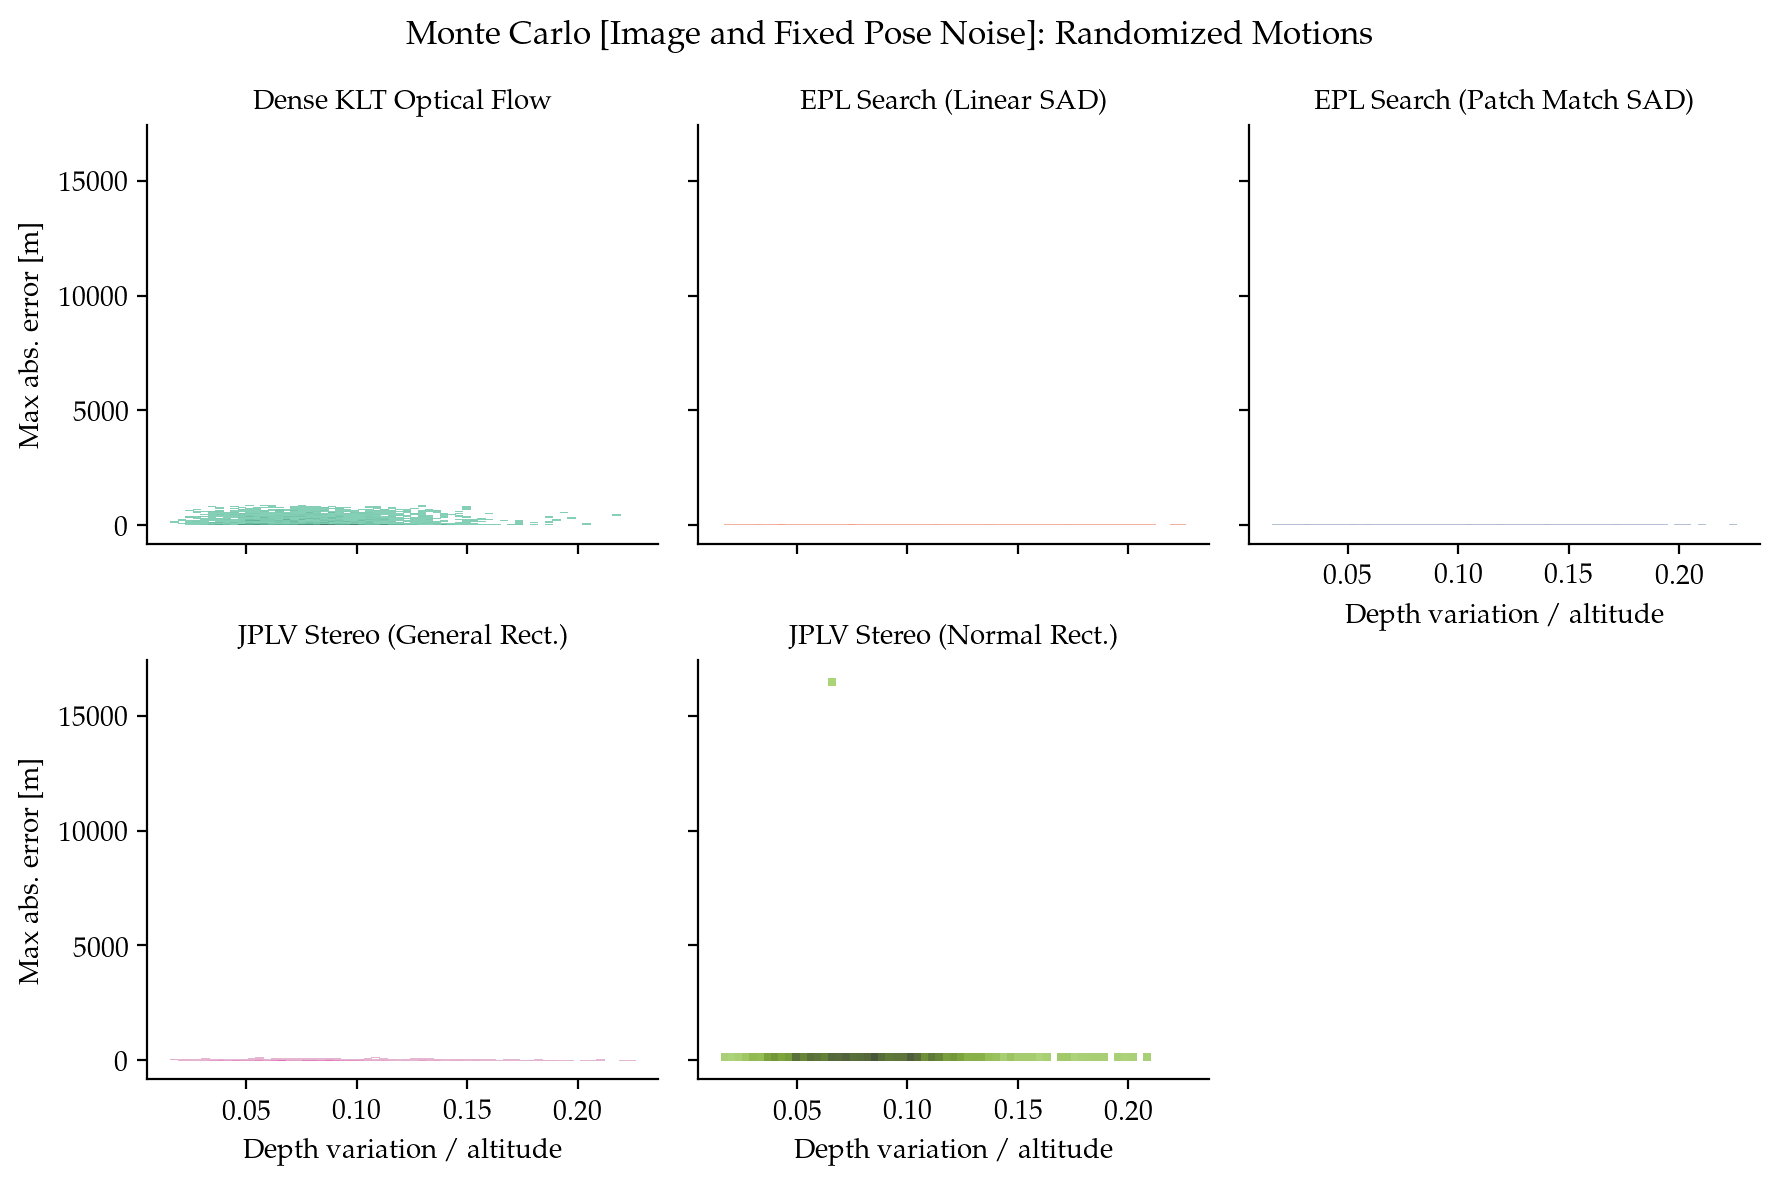 Monte Carlo [Image and Fixed Pose Noise]: Randomized Motions
Dense KLT Optical Flow
EPL Search (Linear SAD)
EPL Search (Patch Match SAD)
Max abs. error [m]
15000
10000
5000
0
0.05 0.10 0.15 0.20
Depth variation / altitude
JPLV Stereo (General Rect.)
JPLV Stereo (Normal Rect.)
Max abs. error [m]
15000
10000
5000
0
0.05 0.10 0.15 0.20
Depth variation / altitude
0.05 0.10 0.15 0.20
Depth variation / altitude